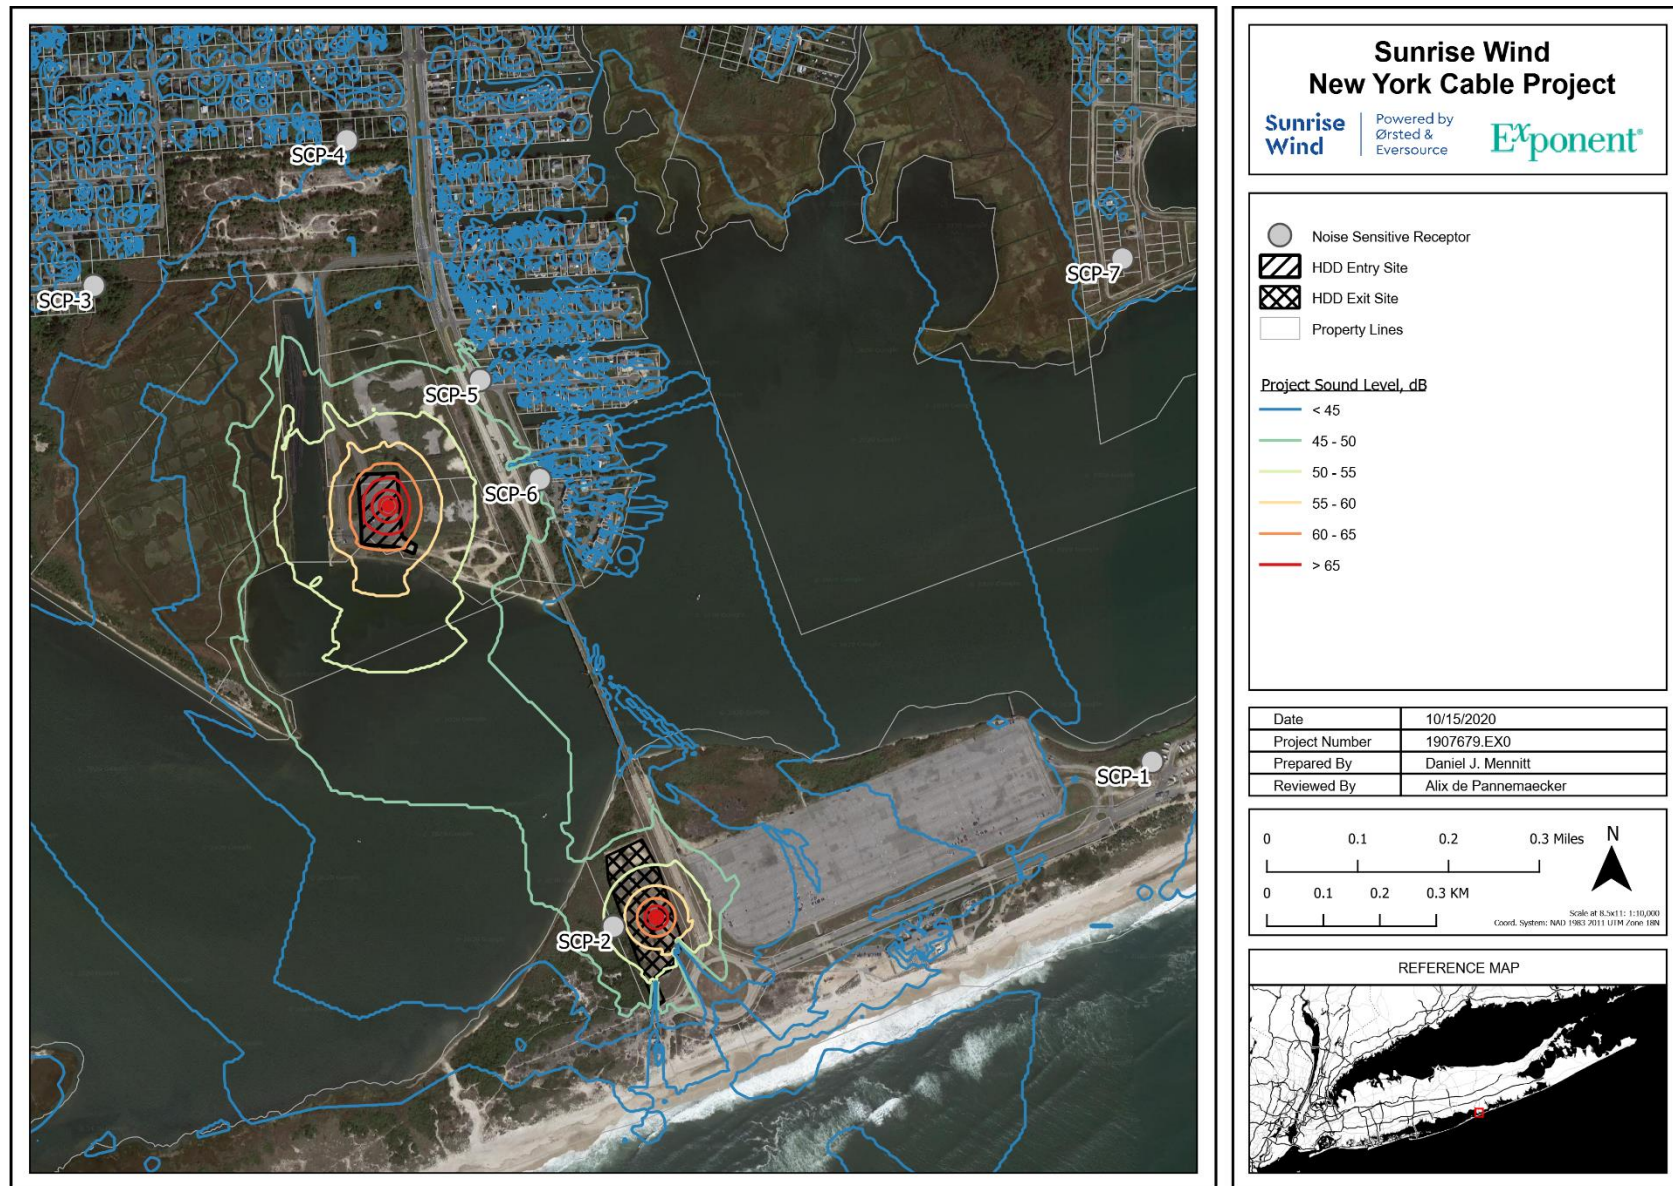 Sunrise Wind
New York Cable Project
Sunrise
Wind
Powered by
Ørsted &
Eversource
Exponent®
Noise Sensitive Receptor
HDD Entry Site
HDD Exit Site
Property Lines
Project Sound Level, dB
< 45
45 - 50
50 - 55
55 - 60
60 - 65
> 65
Date 10/15/2020
Project Number 1907679.EX0
Prepared By Daniel J. Mennitt
Reviewed By Alix de Pannemaecker
0 0.1 0.2 0.3 Miles
N
0 0.1 0.2 0.3 KM
Scale at 8.5x11: 1:10,000
Coord. System: NAD 1983 2011 UTM Zone 18N
REFERENCE MAP
SCP-4
SCP-7
SCP-3
SCP-5
SCP-6
SCP-1
SCP-2